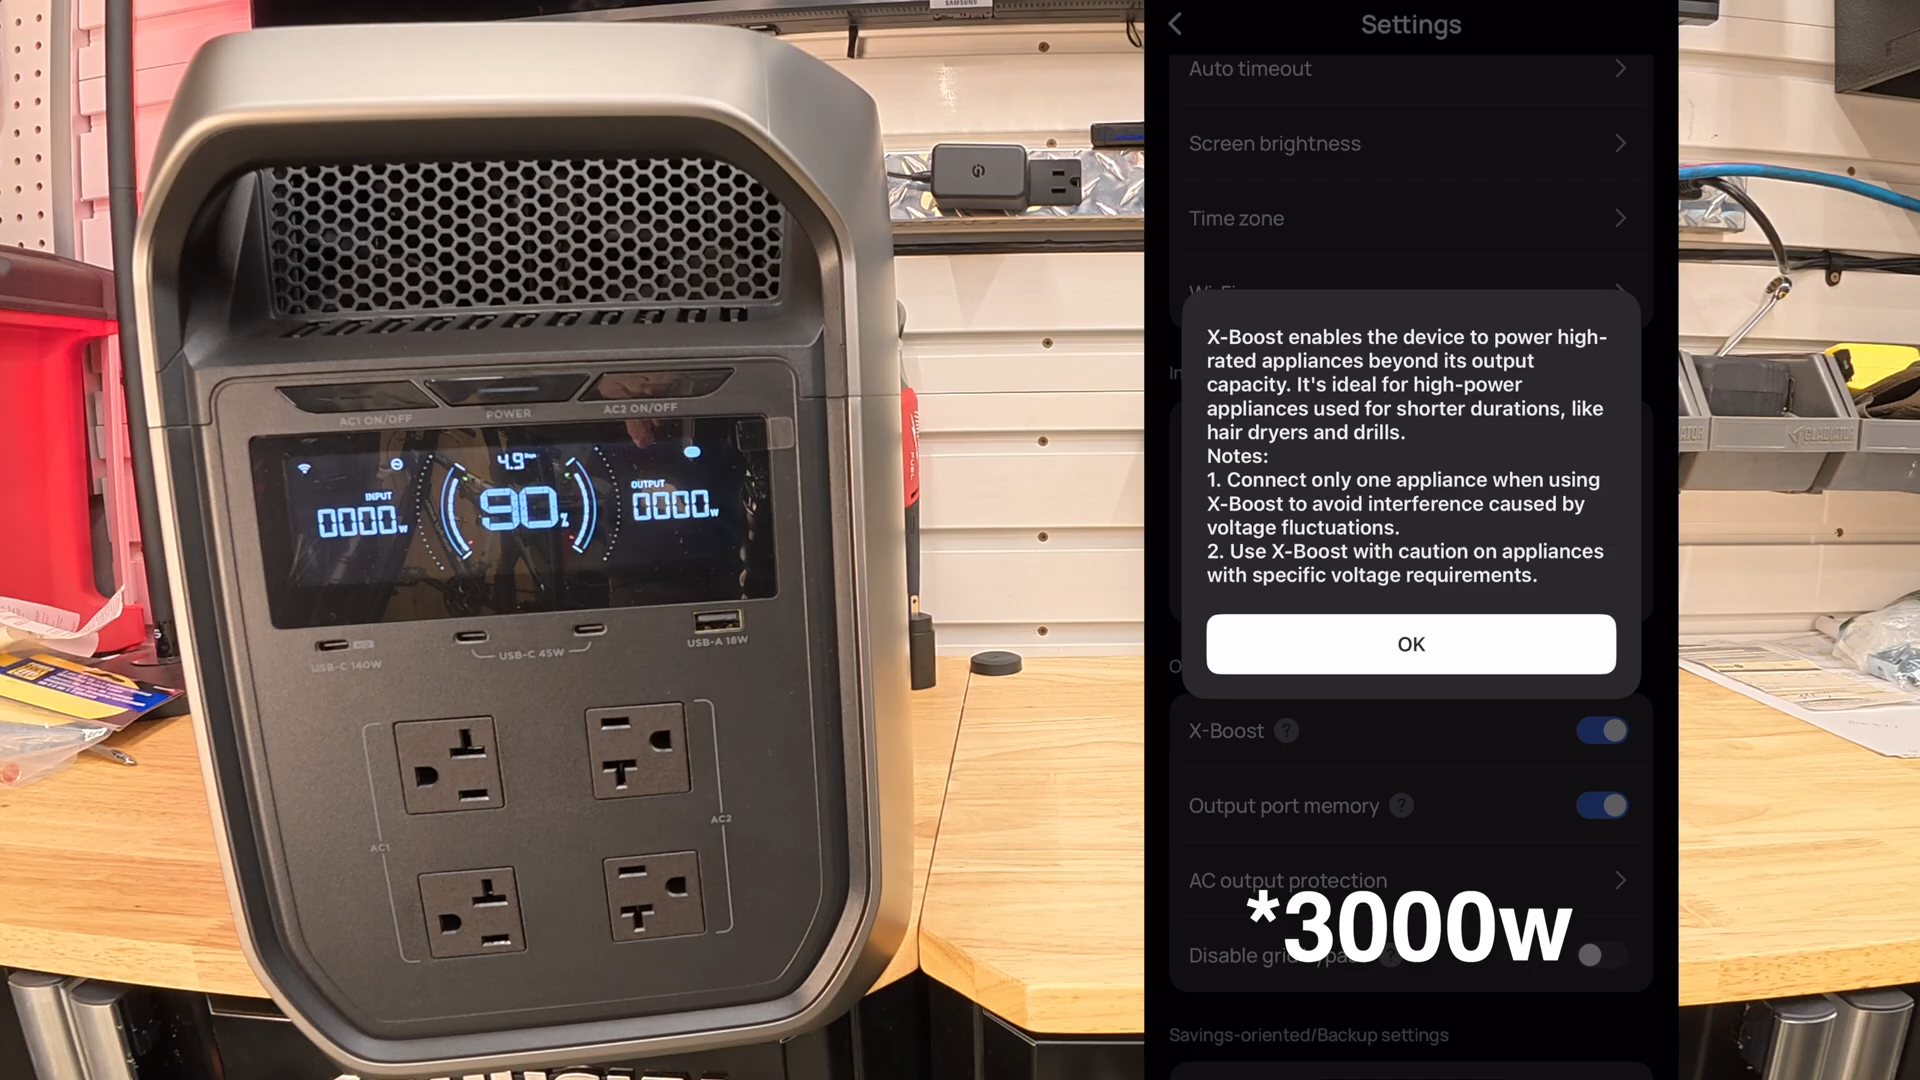 SAMSUNG
AC1 ON/OFF
POWER
AC2 ON/OFF
4.9
INPUT
0000w
90%
OUTPUT
0000w
USB-C 140W
USB-C 45W
USB-A 18W
AC1
AC2
FUEL
GLADIATOR
Settings
Auto timeout
Screen brightness
Time zone
X-Boost enables the device to power high-
rated appliances beyond its output
capacity. It's ideal for high-power
appliances used for shorter durations, like
hair dryers and drills.
Notes:
1. Connect only one appliance when using
X-Boost to avoid interference caused by
voltage fluctuations.
2. Use X-Boost with caution on appliances
with specific voltage requirements.
OK
X-Boost ?
Output port memory ?
AC output protection
*3000w
Disable grid
Savings-oriented/Backup settings